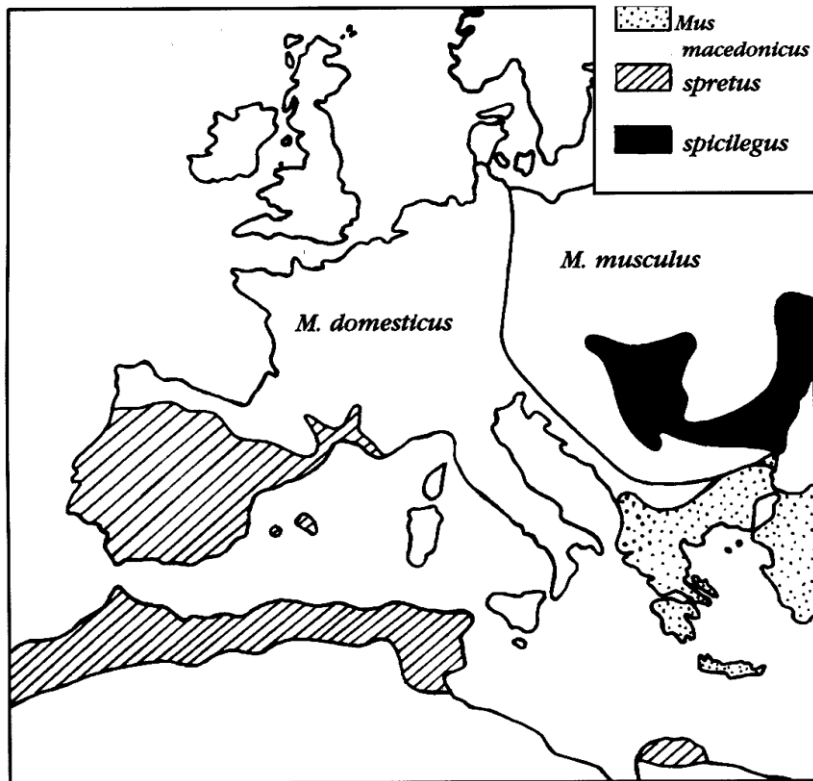 Mus
macedonicus
spretus
spicilegus
M. musculus
M. domesticus